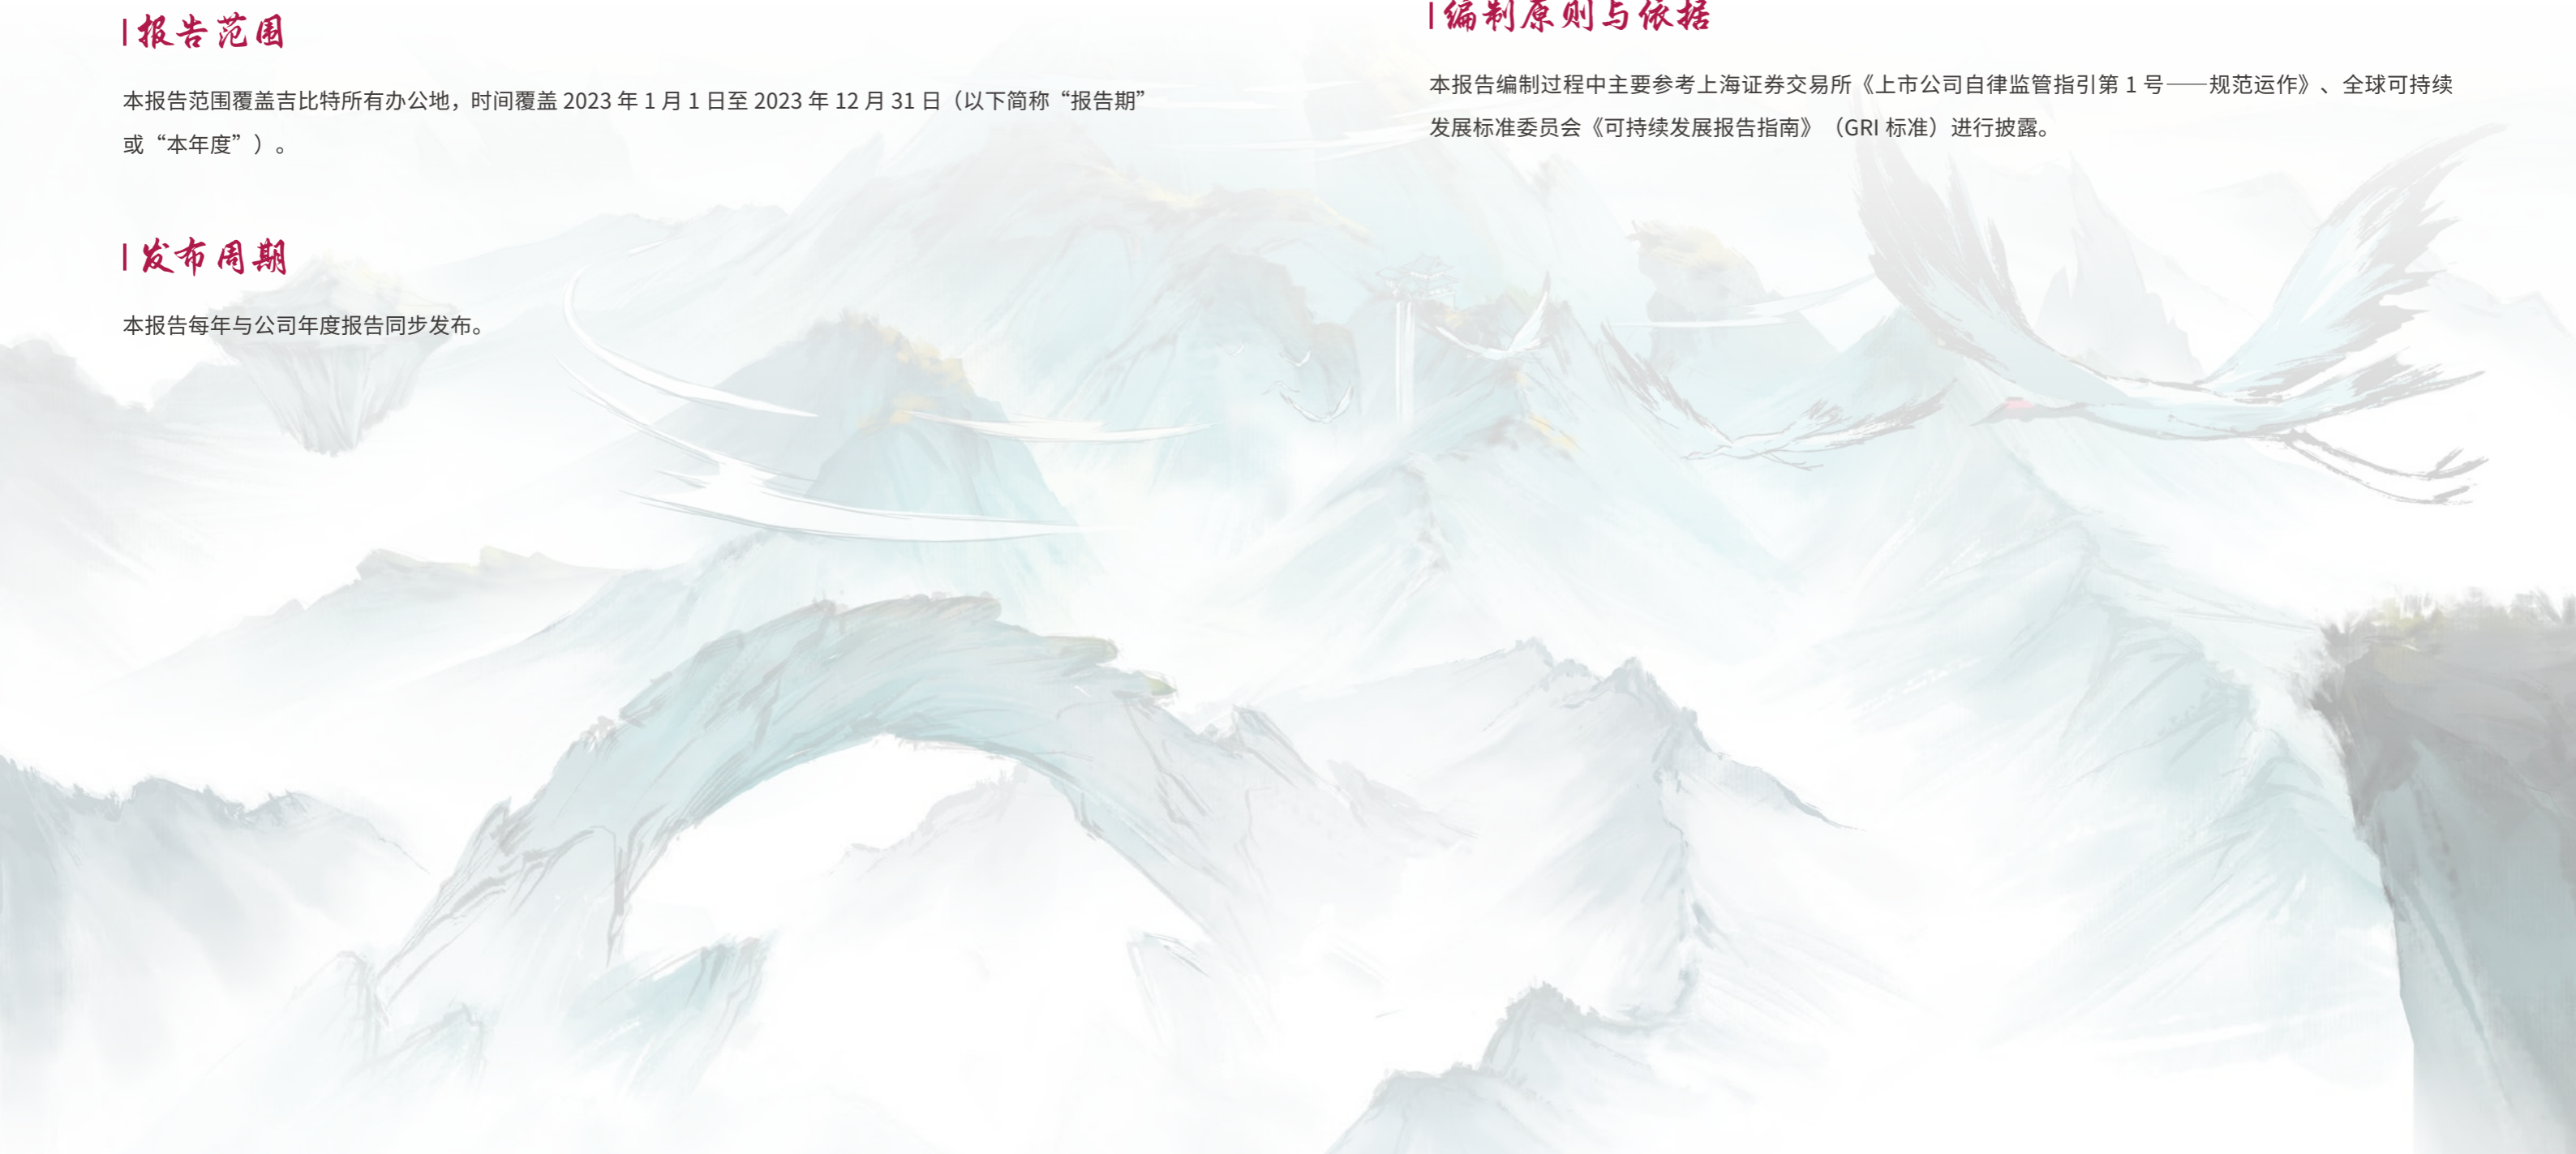 报告范围
本报告范围覆盖吉比特所有办公地，时间覆盖 2023 年 1 月 1 日至 2023 年 12 月 31 日（以下简称“报告期”
或“本年度”）。
发布周期
本报告每年与公司年度报告同步发布。
编制原则与依据
本报告编制过程中主要参考上海证券交易所《上市公司自律监管指引第 1 号——规范运作》、全球可持续
发展标准委员会《可持续发展报告指南》（GRI 标准）进行披露。